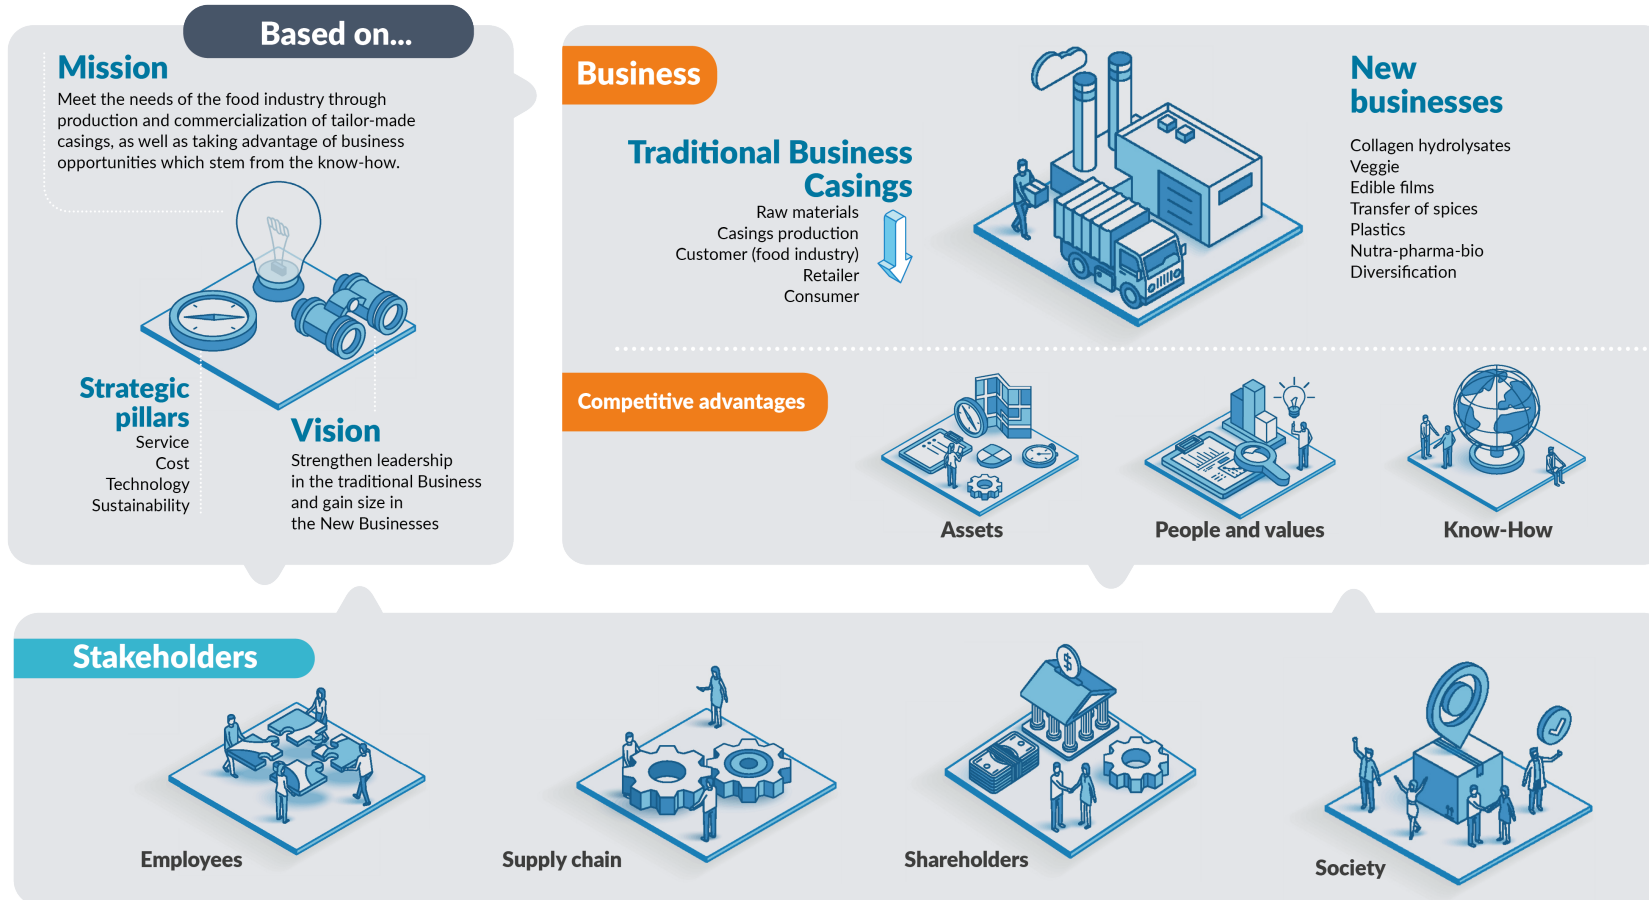 Based on...
Mission
Meet the needs of the food industry through
production and commercialization of tailor-made
casings, as well as taking advantage of business
opportunities which stem from the know-how.
Strategic
pillars
Service
Cost
Technology
Sustainability
Vision
Strengthen leadership
in the traditional Business
and gain size in
the New Businesses
Business
Traditional Business
Casings
Raw materials
Casings production
Customer (food industry)
Retailer
Consumer
New
businesses
Collagen hydrolysates
Veggie
Edible films
Transfer of spices
Plastics
Nutra-pharma-bio
Diversification
Competitive advantages
Assets
People and values
Know-How
Stakeholders
$
Employees
Supply chain
Shareholders
Society